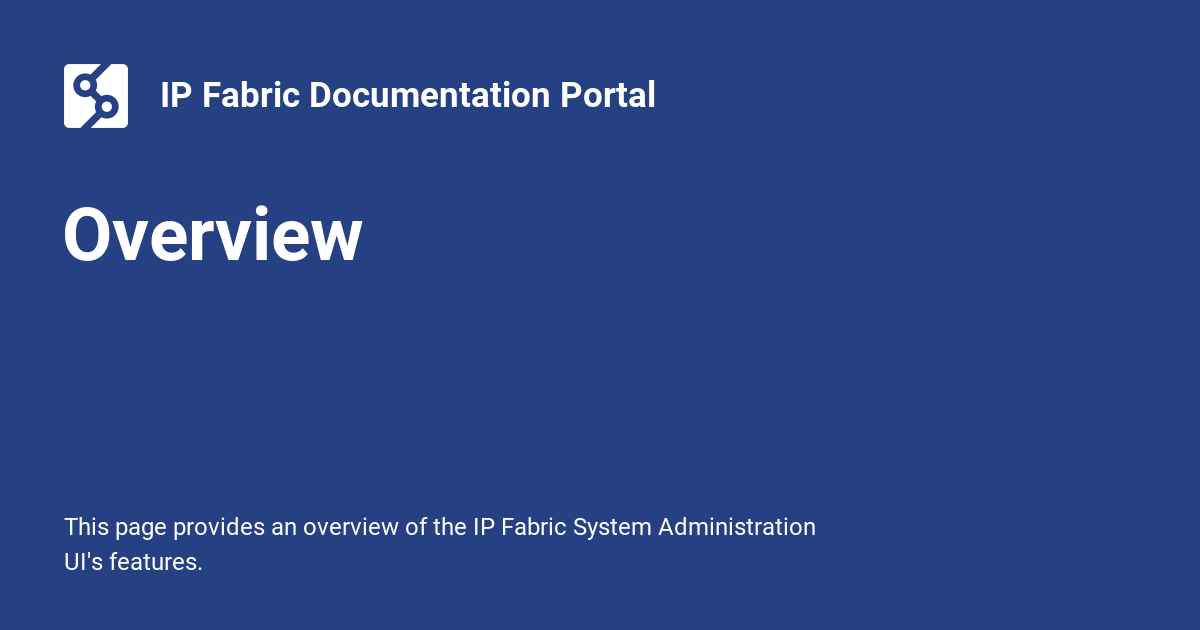 IP Fabric Documentation Portal
Overview
This page provides an overview of the IP Fabric System Administration
UI's features.